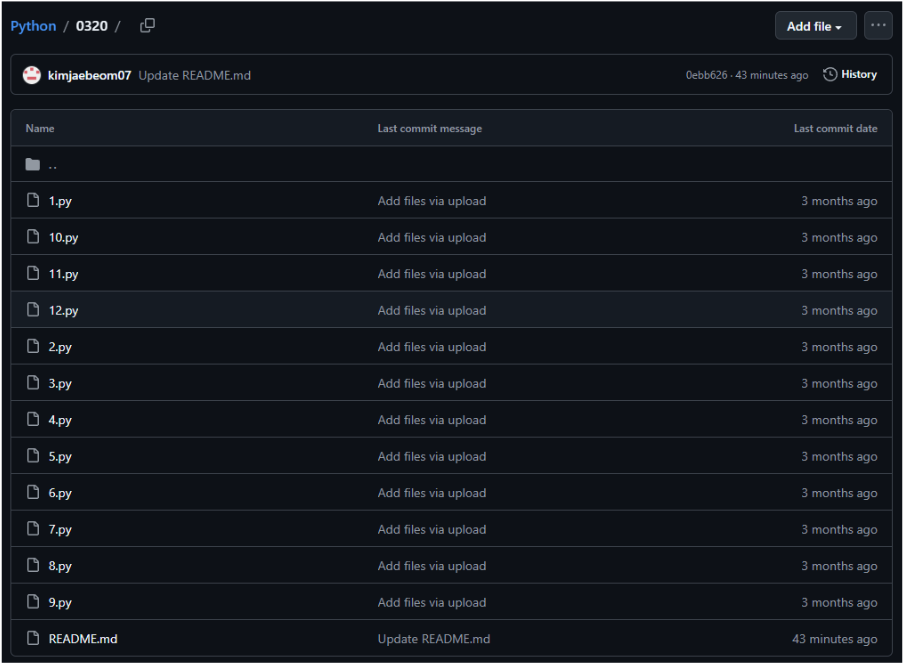 Python / 0320 /
Add file
kimjaebeom07 Update README.md
0ebb626 · 43 minutes ago
History
Name Last commit message Last commit date
..
1.py Add files via upload 3 months ago
10.py Add files via upload 3 months ago
11.py Add files via upload 3 months ago
12.py Add files via upload 3 months ago
2.py Add files via upload 3 months ago
3.py Add files via upload 3 months ago
4.py Add files via upload 3 months ago
5.py Add files via upload 3 months ago
6.py Add files via upload 3 months ago
7.py Add files via upload 3 months ago
8.py Add files via upload 3 months ago
9.py Add files via upload 3 months ago
README.md Update README.md 43 minutes ago